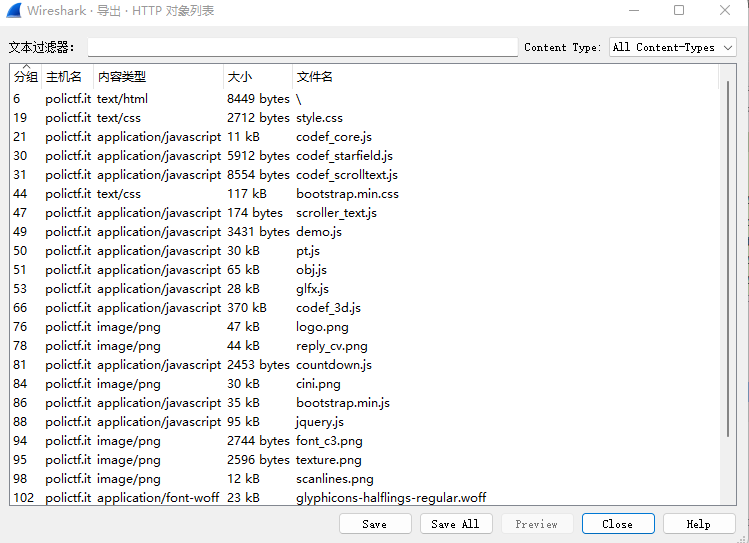 Wireshark · 导出 · HTTP 对象列表
文本过滤器： Content Type: All Content-Types
分组 主机名 内容类型 大小 文件名
6 polictf.it text/html 8449 bytes \
19 polictf.it text/css 2712 bytes style.css
21 polictf.it application/javascript 11 kB codef_core.js
30 polictf.it application/javascript 5912 bytes codef_starfield.js
31 polictf.it application/javascript 8554 bytes codef_scrolltext.js
44 polictf.it text/css 117 kB bootstrap.min.css
47 polictf.it application/javascript 174 bytes scroller_text.js
49 polictf.it application/javascript 3431 bytes demo.js
50 polictf.it application/javascript 30 kB pt.js
51 polictf.it application/javascript 65 kB obj.js
53 polictf.it application/javascript 28 kB glfx.js
66 polictf.it application/javascript 370 kB codef_3d.js
76 polictf.it image/png 47 kB logo.png
78 polictf.it image/png 44 kB reply_cv.png
81 polictf.it application/javascript 2453 bytes countdown.js
84 polictf.it image/png 30 kB cini.png
86 polictf.it application/javascript 35 kB bootstrap.min.js
88 polictf.it application/javascript 95 kB jquery.js
94 polictf.it image/png 2744 bytes font_c3.png
95 polictf.it image/png 2596 bytes texture.png
98 polictf.it image/png 12 kB scanlines.png
102 polictf.it application/font-woff 23 kB glyphicons-halflings-regular.woff
Save Save All Preview Close Help